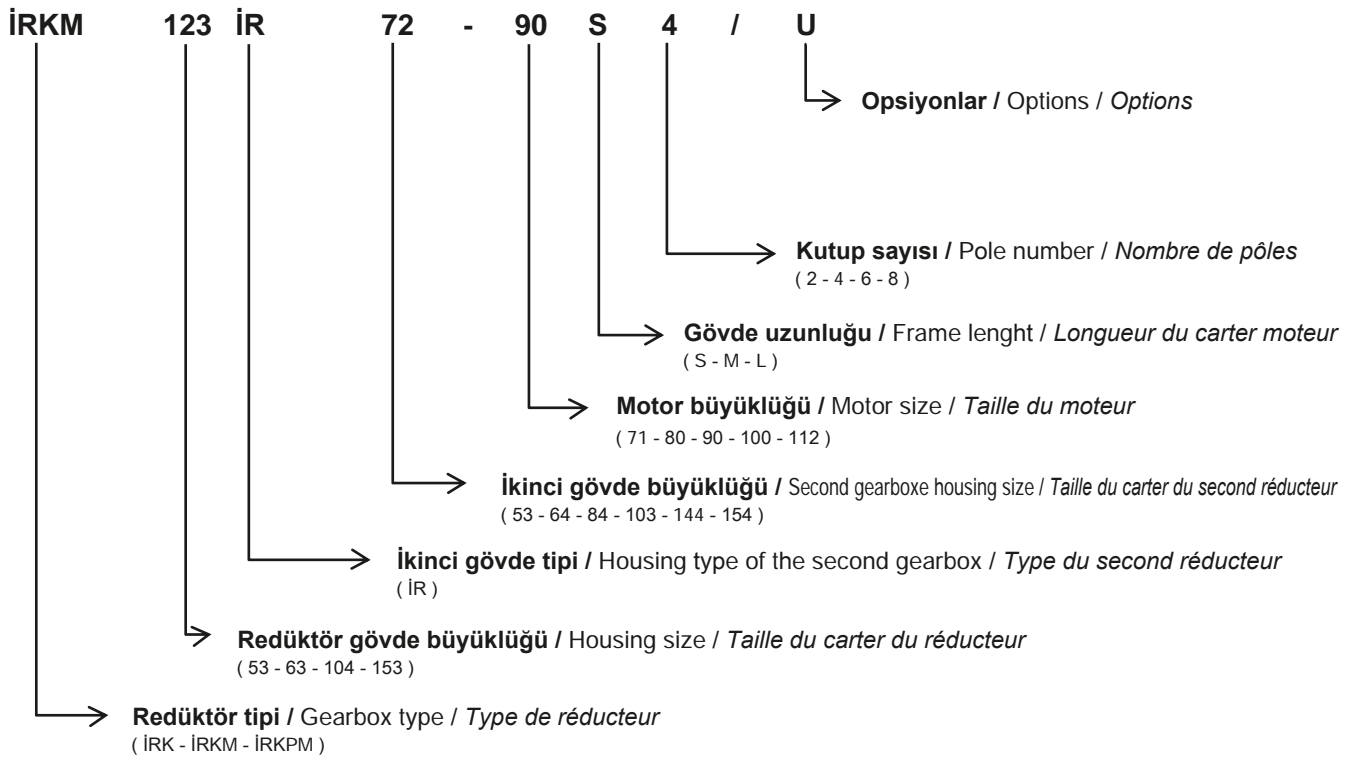 İRKM 123 İR 72 - 90 S 4 / U
Opsiyonlar / Options / Options
Kutup sayısı / Pole number / Nombre de pôles
( 2 - 4 - 6 - 8 )
Gövde uzunluğu / Frame lenght / Longueur du carter moteur
( S - M - L )
Motor büyüklüğü / Motor size / Taille du moteur
( 71 - 80 - 90 - 100 - 112 )
İkinci gövde büyüklüğü / Second gearboxe housing size / Taille du carter du second réducteur
( 53 - 64 - 84 - 103 - 144 - 154 )
İkinci gövde tipi / Housing type of the second gearbox / Type du second réducteur
( İR )
Redüktör gövde büyüklüğü / Housing size / Taille du carter du réducteur
( 53 - 63 - 104 - 153 )
Redüktör tipi / Gearbox type / Type de réducteur
( İRK - İRKM - İRKPM )